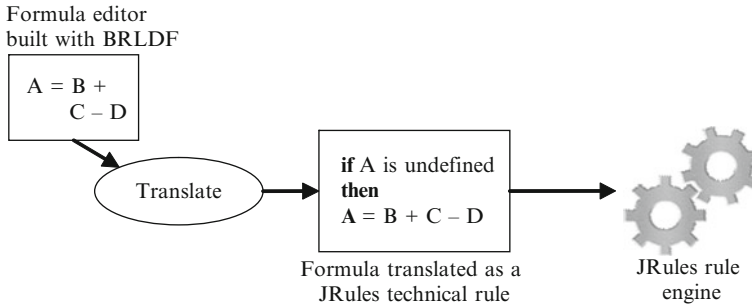 Formula editor
built with BRLDF
A = B +
C – D
Translate
if A is undefined
then
A = B + C – D
Formula translated as a
JRules technical rule
JRules rule
engine